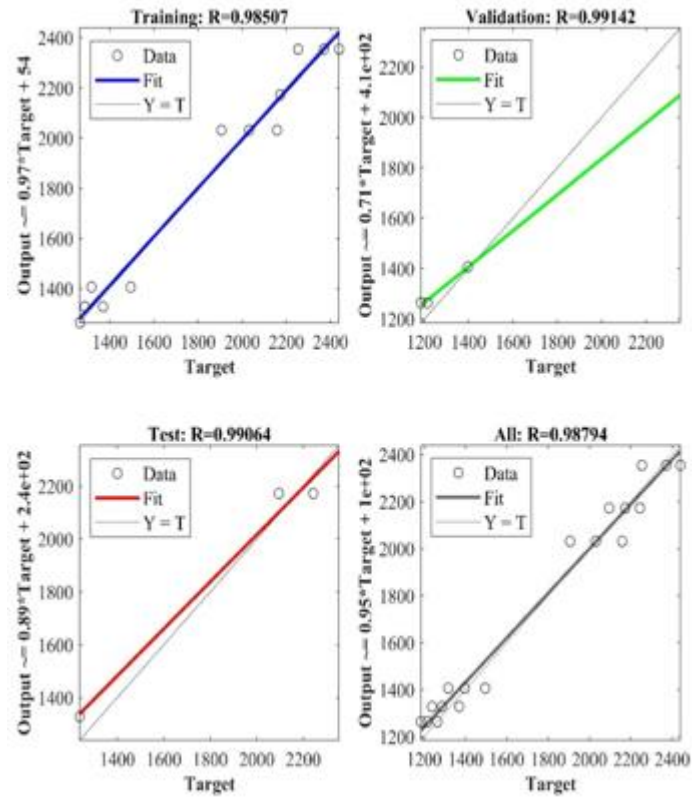 Training: R=0.98507
Output ~= 0.97*Target + 54
2400
2200
2000
1800
1600
1400
Data
Fit
Y = T
1400 1600 1800 2000 2200 2400
Target
Validation: R=0.99142
Output ~= 0.71*Target + 4.1e+02
2200
2000
1800
1600
1400
1200
Data
Fit
Y = T
1200 1400 1600 1800 2000 2200
Target
Test: R=0.99064
Output ~= 0.89*Target + 2.4e+02
2200
2000
1800
1600
1400
Data
Fit
Y = T
1400 1600 1800 2000 2200
Target
All: R=0.98794
Output ~= 0.95*Target + 1e+02
2400
2200
2000
1800
1600
1400
1200
Data
Fit
Y = T
1200 1400 1600 1800 2000 2200 2400
Target